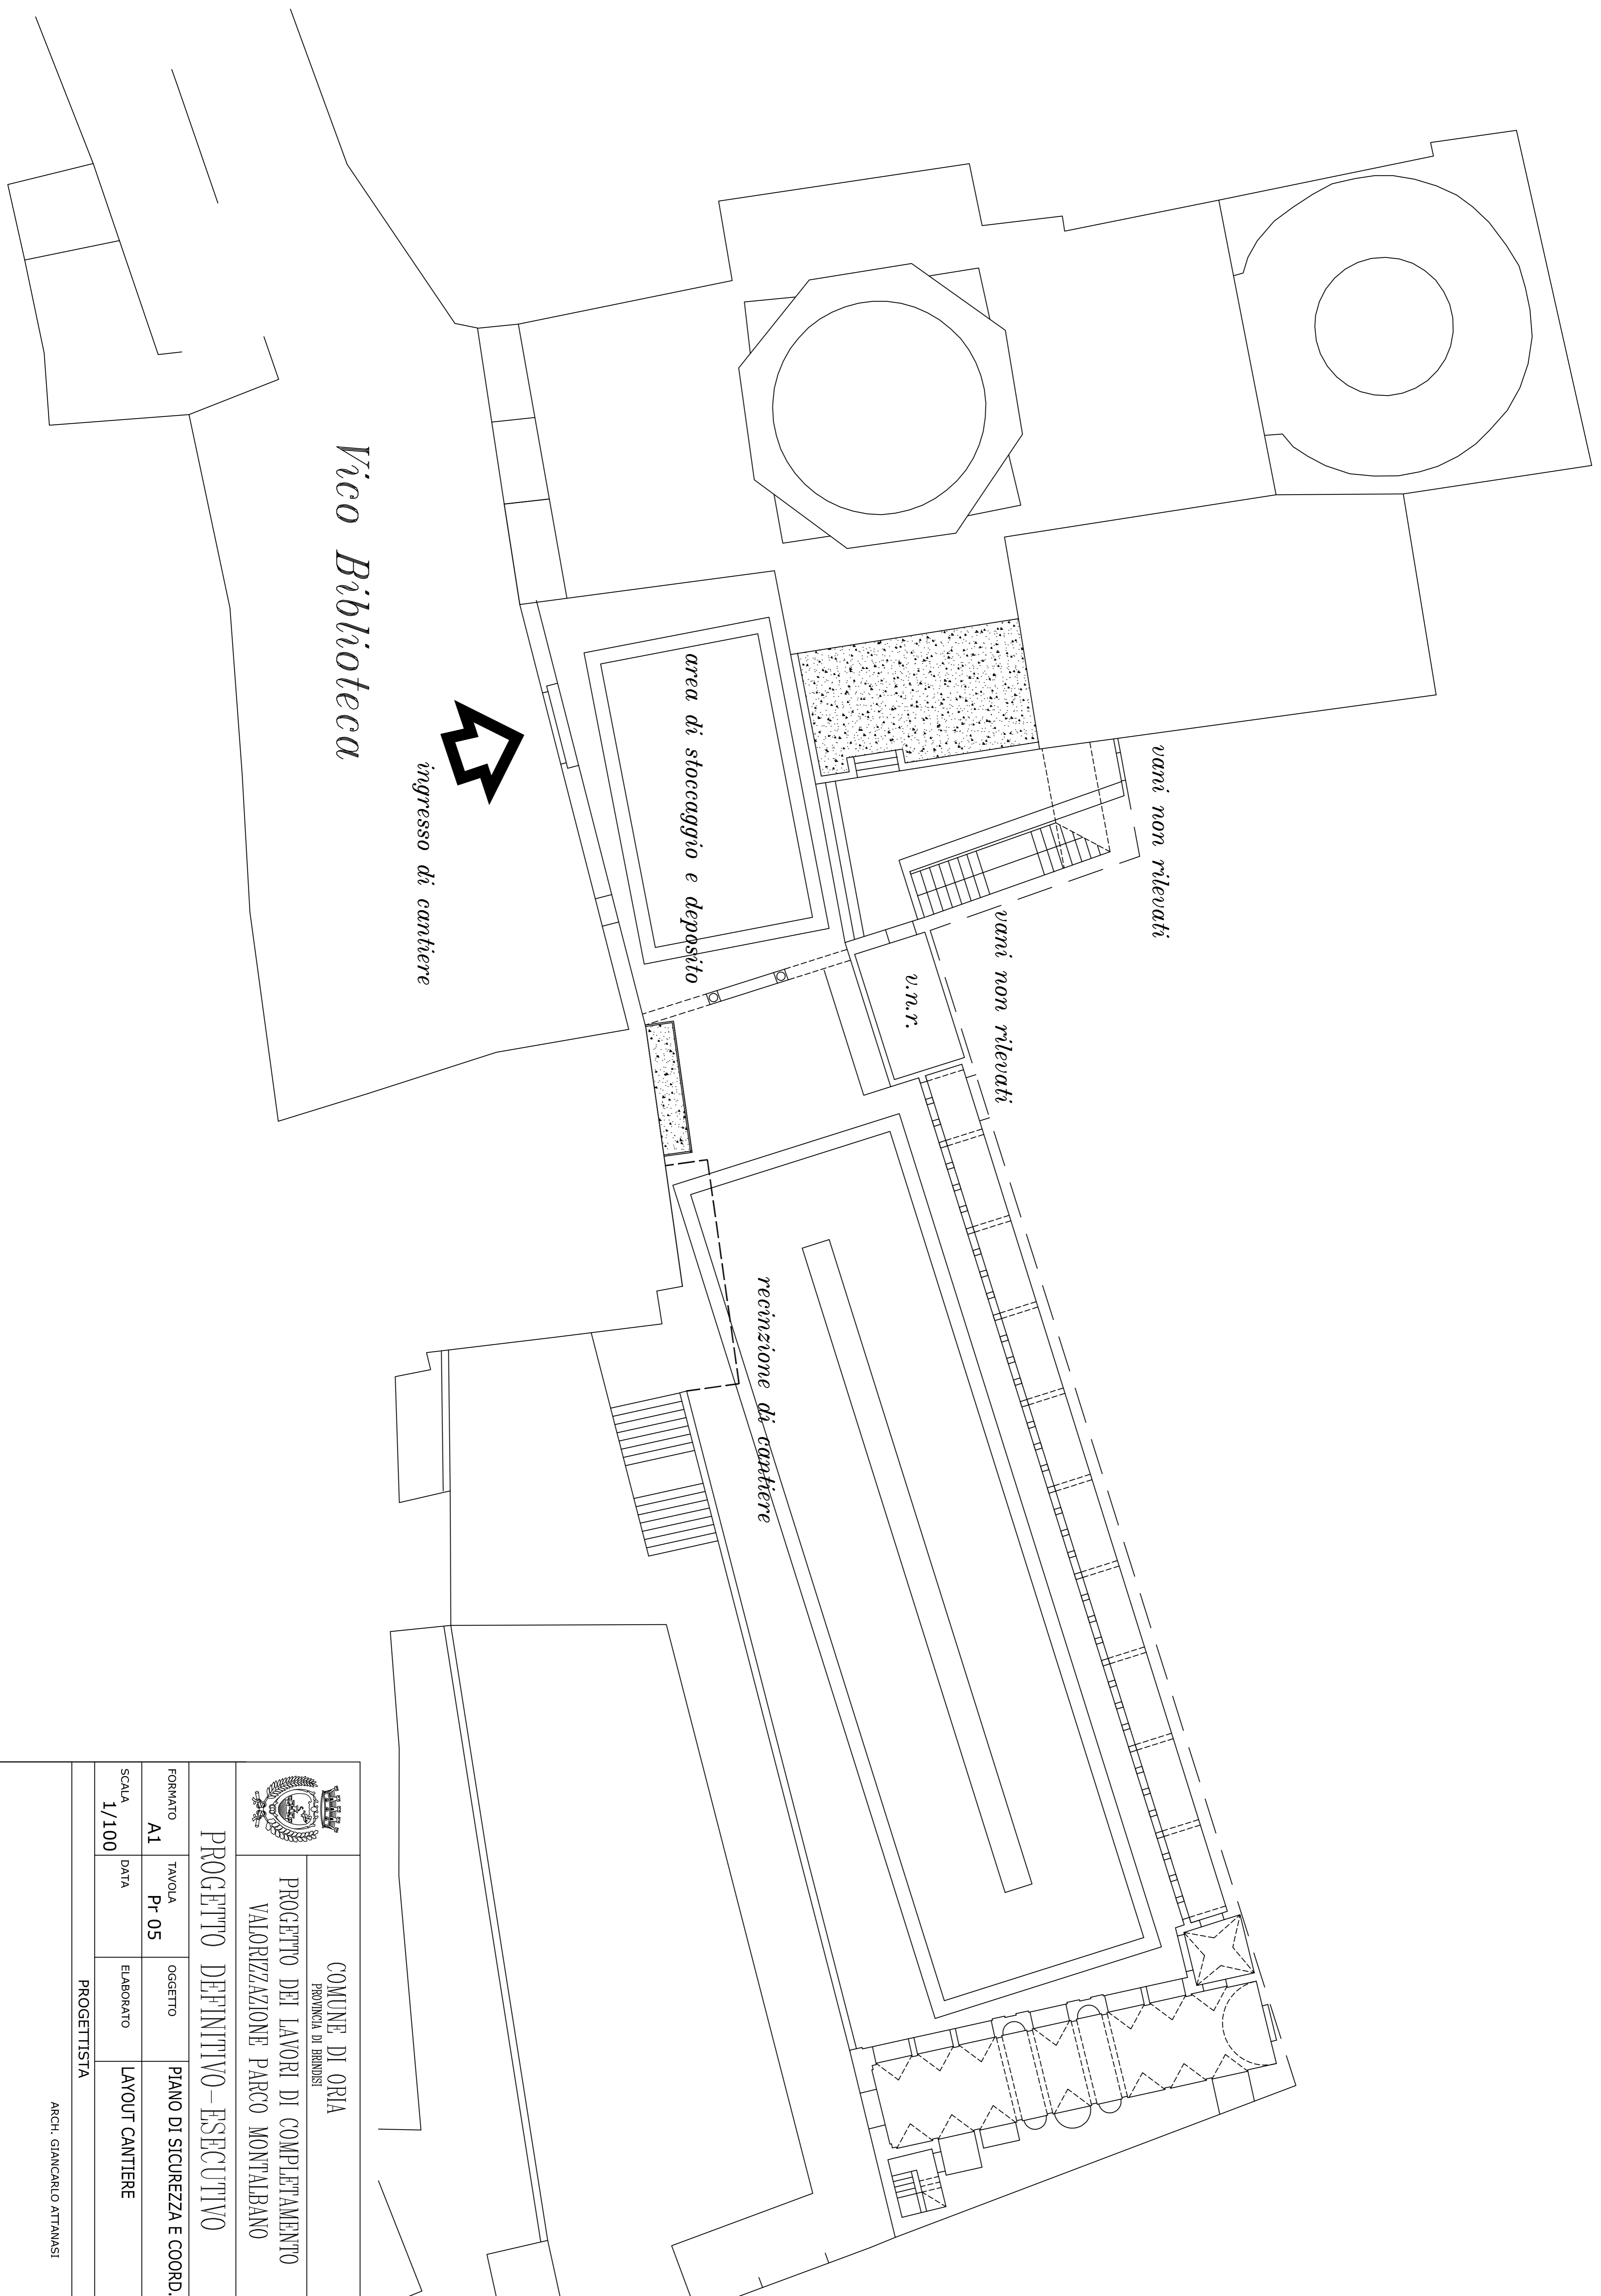 Vico Biblioteca
ingresso di cantiere
area di stoccaggio e deposito
vani non rilevati
vani non rilevati
v.n.r.
recinzione di cantiere
COMUNE DI ORIA
PROVINCIA DI BRINDISI
PROGETTO DEI LAVORI DI COMPLETAMENTO
VALORIZZAZIONE PARCO MONTALBANO
PROGETTO DEFINITIVO-ESECUTIVO
FORMATO A1 TAVOLA Pr 05 OGGETTO PIANO DI SICUREZZA E COORD.
SCALA 1/100 DATA ELABORATO LAYOUT CANTIERE
PROGETTISTA
ARCH. GIANCARLO ATTANASI